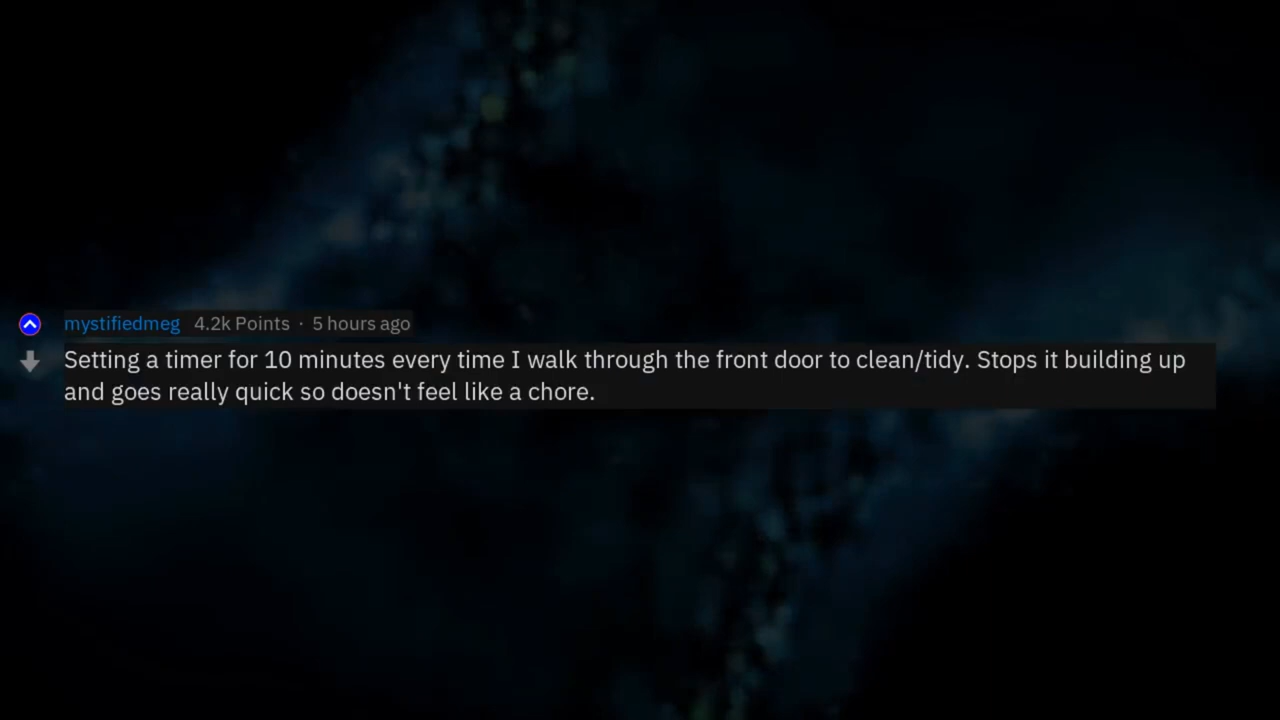 mystifiedmeg 4.2k Points · 5 hours ago
Setting a timer for 10 minutes every time I walk through the front door to clean/tidy. Stops it building up
and goes really quick so doesn't feel like a chore.